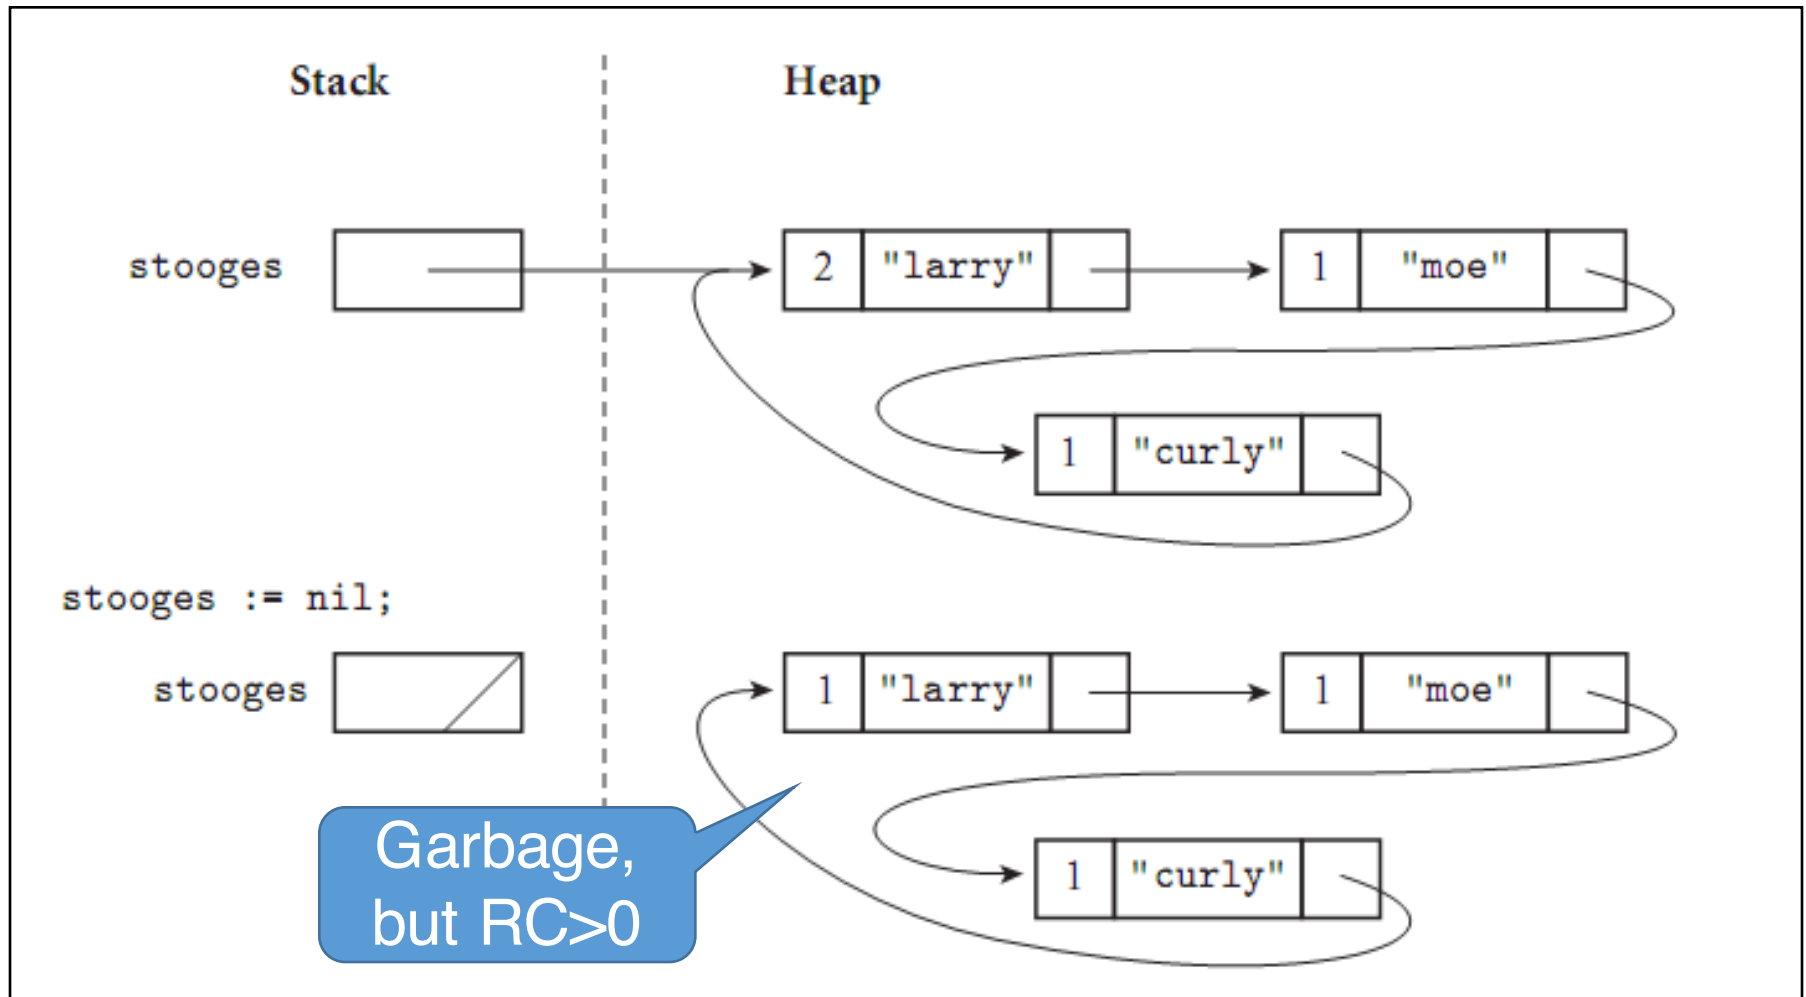 Stack Heap
stooges 2 "larry" 1 "moe"
1 "curly"
stooges := nil;
stooges 1 "larry" 1 "moe"
Garbage,
but RC>0
1 "curly"